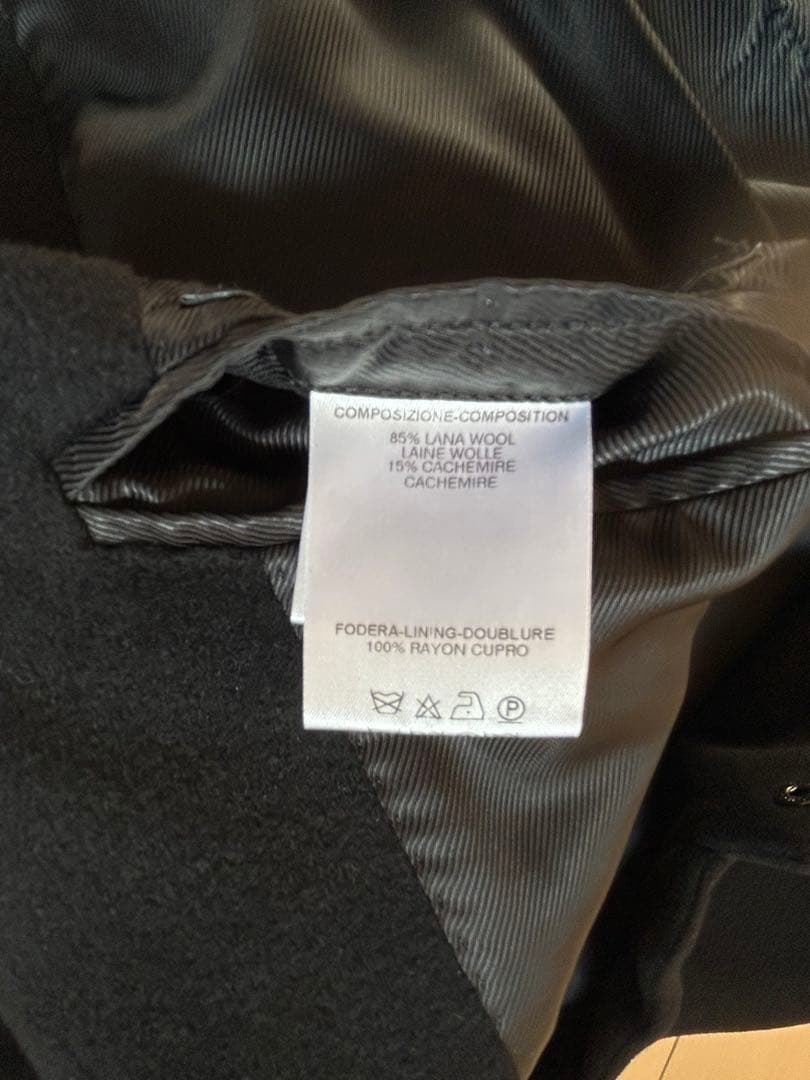 COMPOSIZIONE-COMPOSITION
85% LANA WOOL
LAINE WOLLE
15% CACHEMIRE
CACHEMIRE
FODERA-LINING-DOUBLURE
100% RAYON CUPRO
P